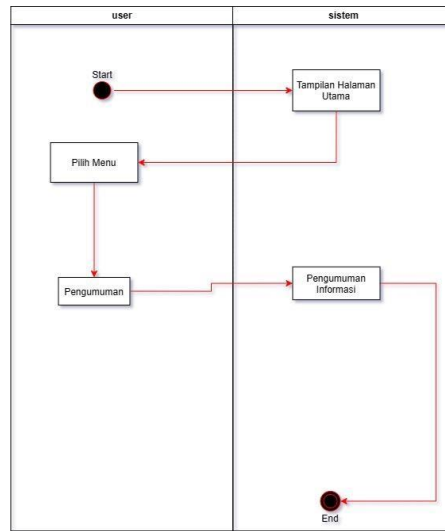 user
sistem
Start
Tampilan Halaman
Utama
Pilih Menu
Pengumuman
Pengumuman
Informasi
End